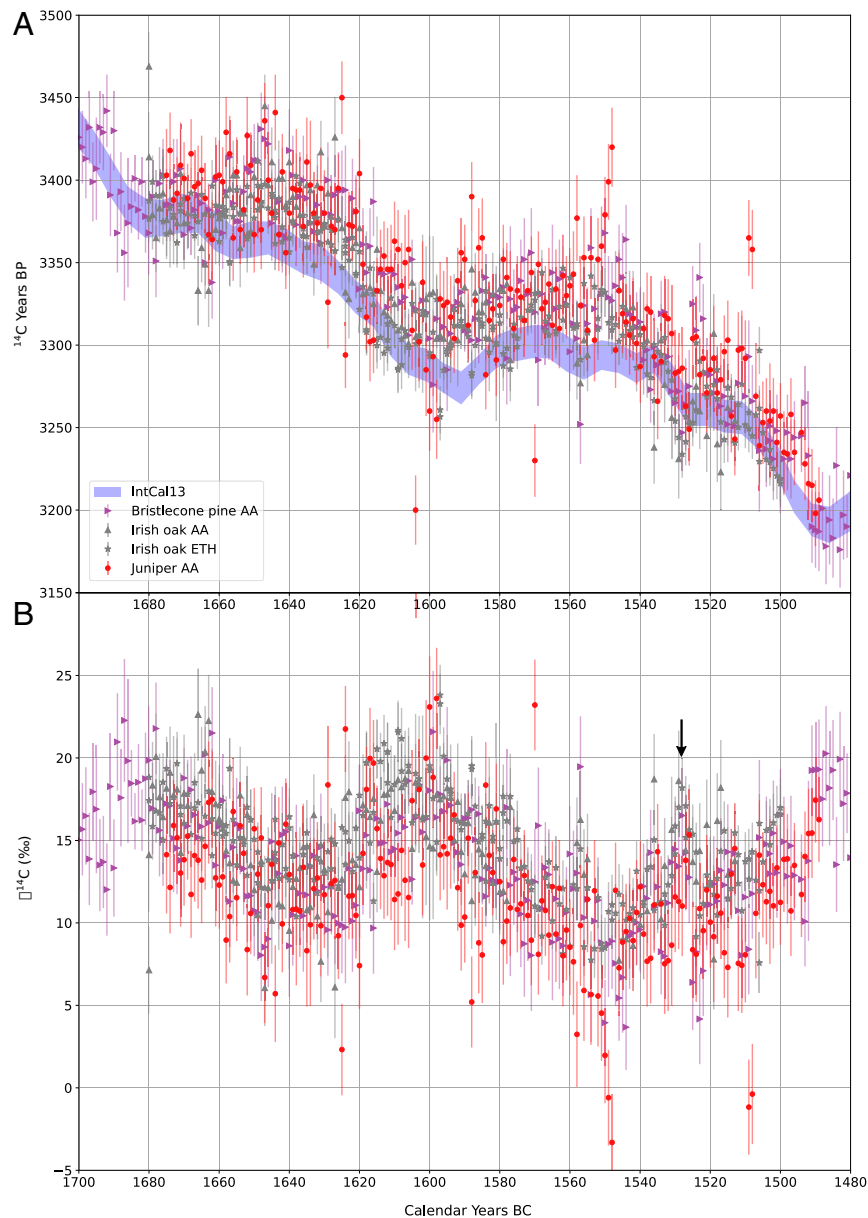 A
3500
3450
3400
3350
3300
3250
3200
3150
¹⁴C Years BP
IntCal13
Bristlecone pine AA
Irish oak AA
Irish oak ETH
Juniper AA
1680 1660 1640 1620 1600 1580 1560 1540 1520 1500
B
25
20
15
10
5
0
−5
▯¹⁴C (‰)
1700 1680 1660 1640 1620 1600 1580 1560 1540 1520 1500 1480
Calendar Years BC